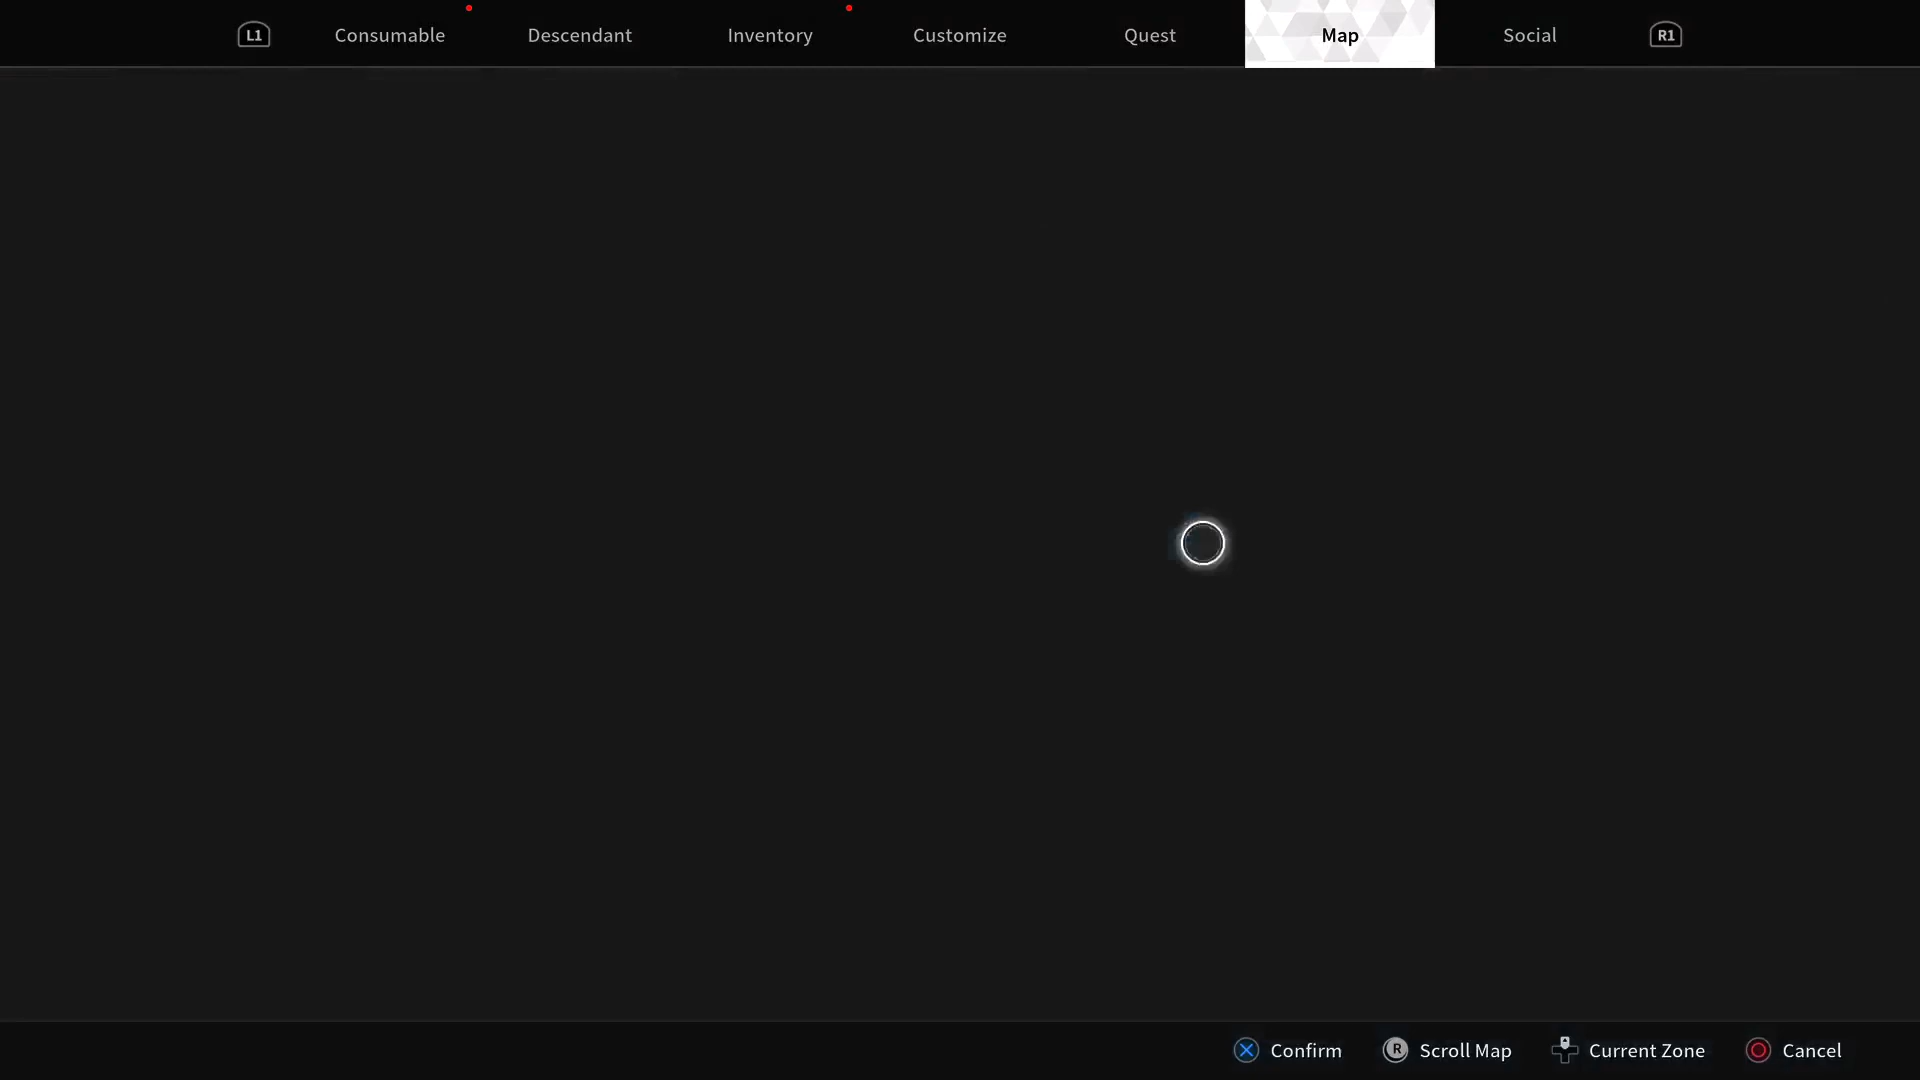 L1 Consumable Descendant Inventory Customize Quest Map Social R1
Confirm R Scroll Map Current Zone Cancel